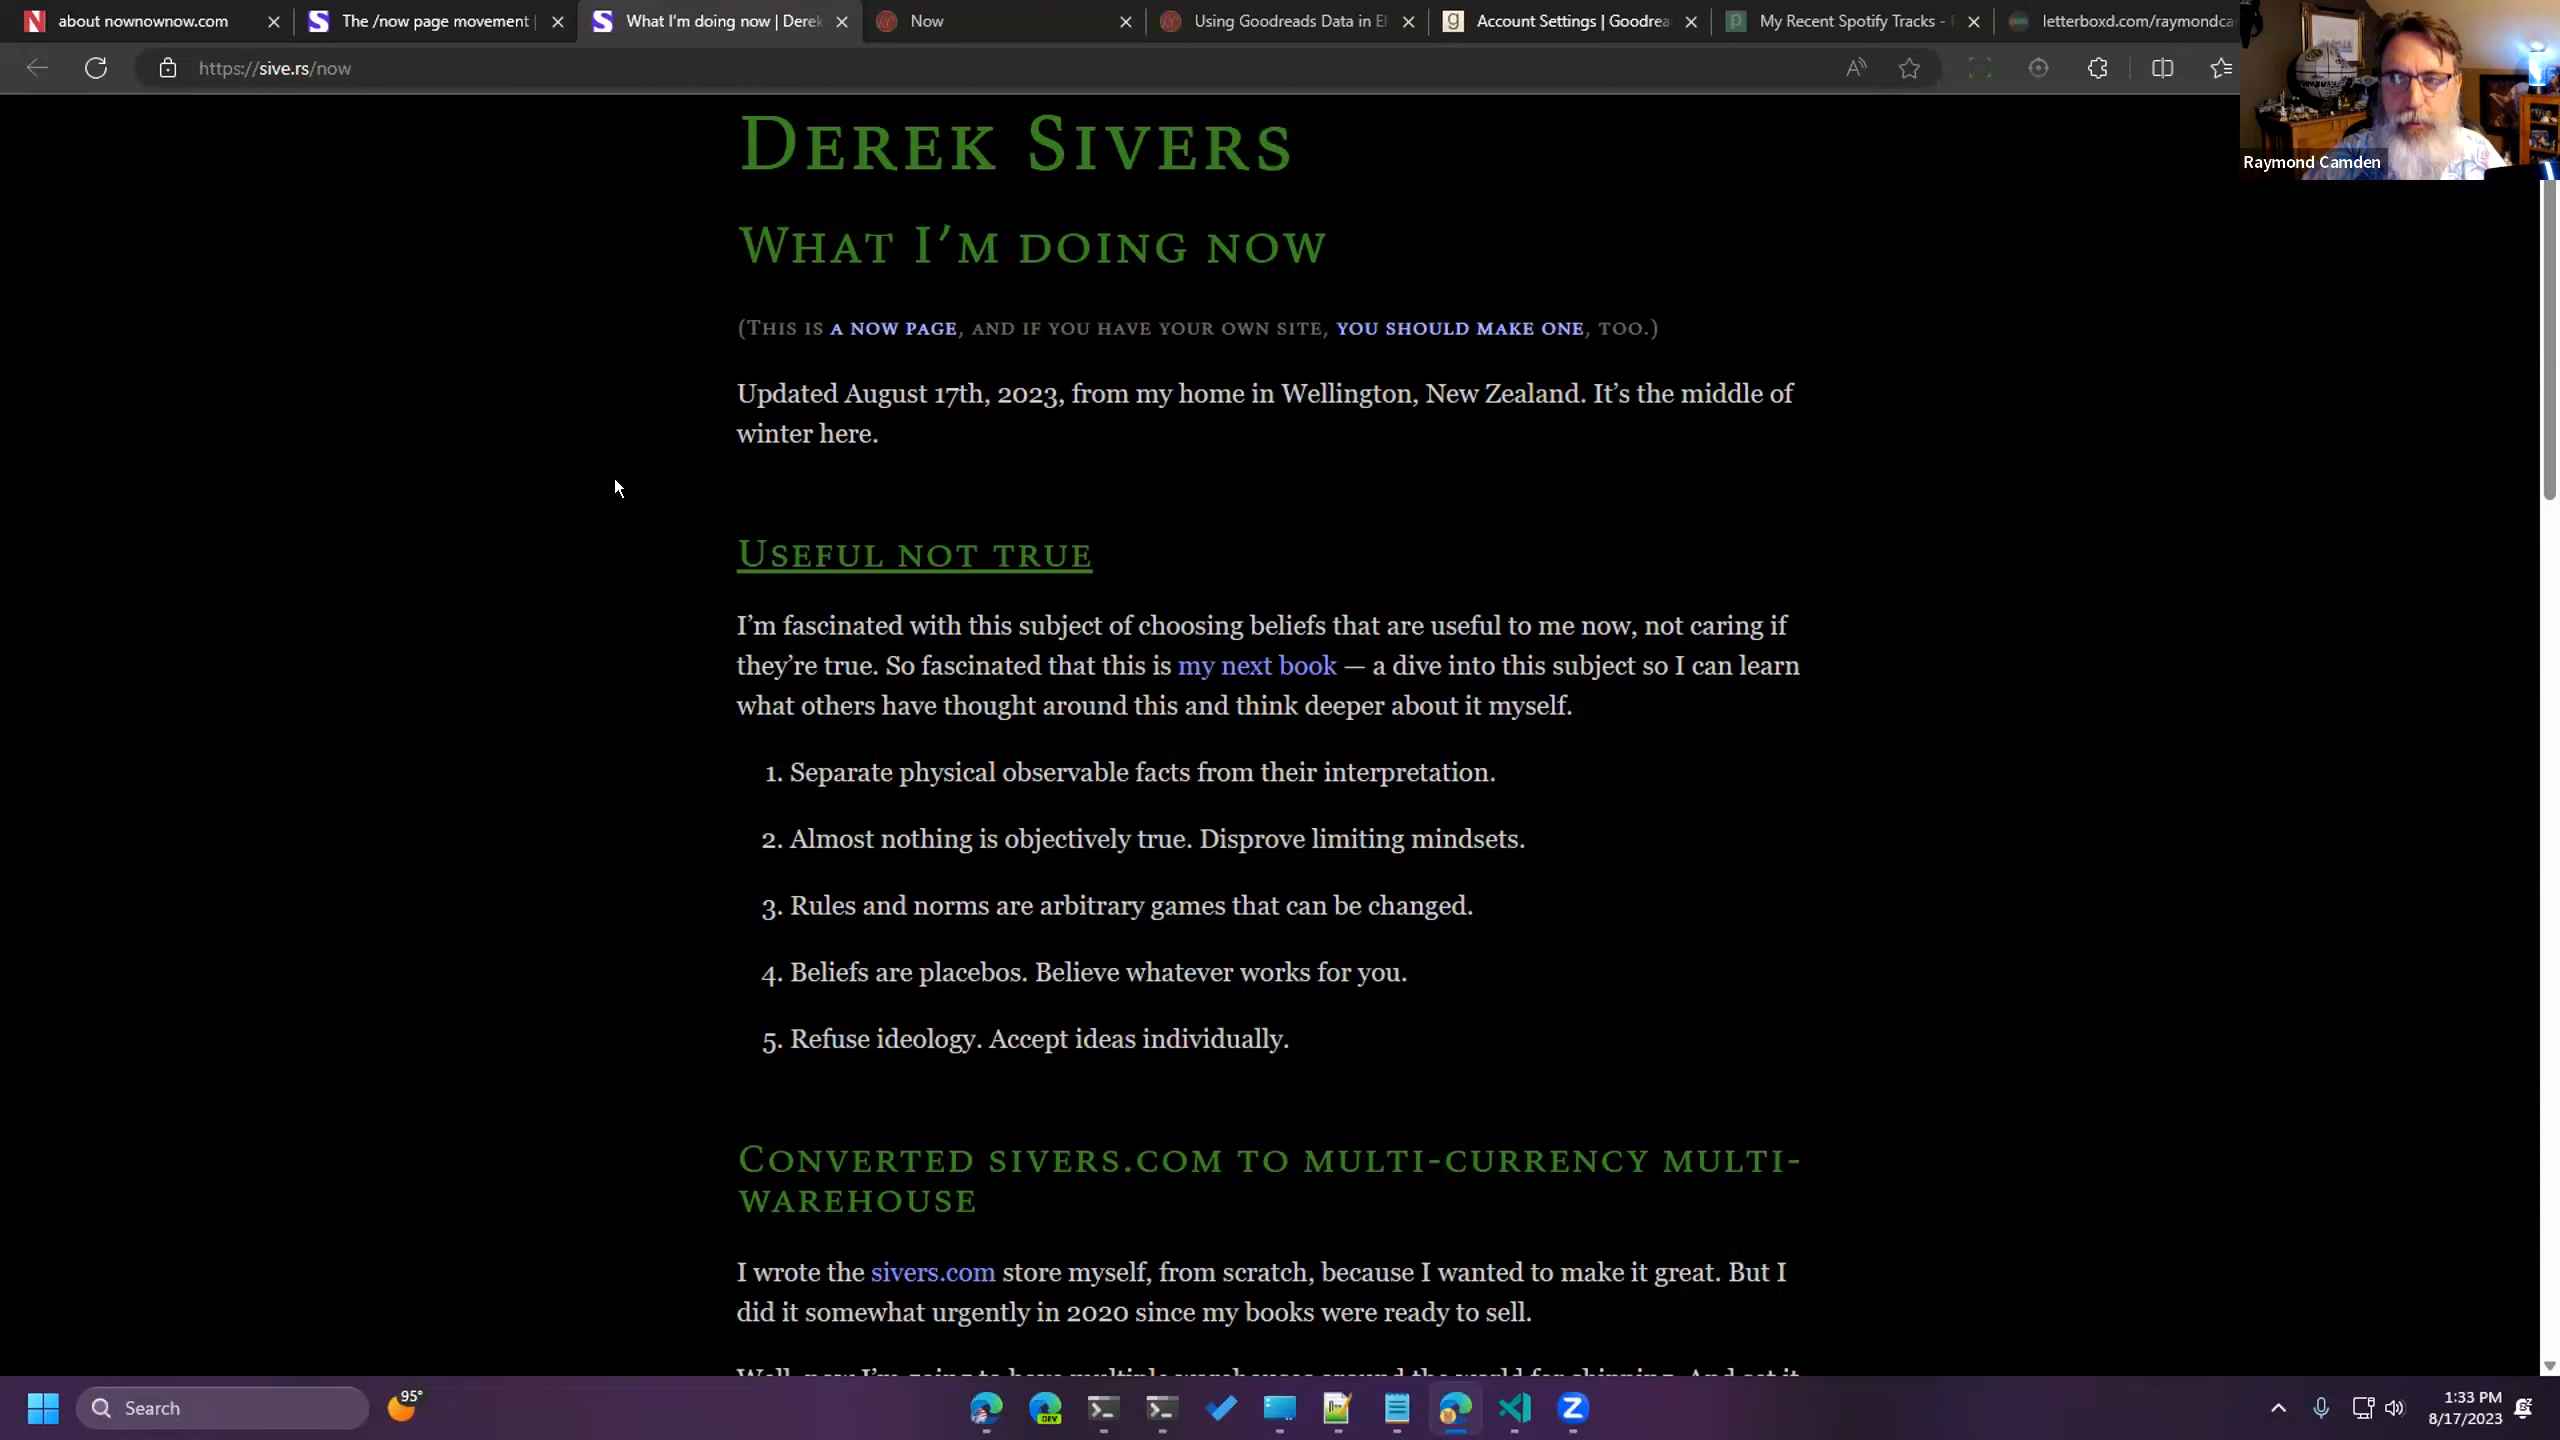 about nownownow.com
The /now page movement |
What I'm doing now | Derek
Now
Using Goodreads Data in El
Account Settings | Goodrea
My Recent Spotify Tracks -
letterboxd.com/raymondca
https://sive.rs/now
Raymond Camden
DEREK SIVERS
WHAT I’M DOING NOW
(THIS IS A NOW PAGE, AND IF YOU HAVE YOUR OWN SITE, YOU SHOULD MAKE ONE, TOO.)
Updated August 17th, 2023, from my home in Wellington, New Zealand. It’s the middle of
winter here.
USEFUL NOT TRUE
I’m fascinated with this subject of choosing beliefs that are useful to me now, not caring if
they’re true. So fascinated that this is my next book — a dive into this subject so I can learn
what others have thought around this and think deeper about it myself.
1. Separate physical observable facts from their interpretation.
2. Almost nothing is objectively true. Disprove limiting mindsets.
3. Rules and norms are arbitrary games that can be changed.
4. Beliefs are placebos. Believe whatever works for you.
5. Refuse ideology. Accept ideas individually.
CONVERTED SIVERS.COM TO MULTI-CURRENCY MULTI-
WAREHOUSE
I wrote the sivers.com store myself, from scratch, because I wanted to make it great. But I
did it somewhat urgently in 2020 since my books were ready to sell.
Search
95°
DEV
1:33 PM
8/17/2023